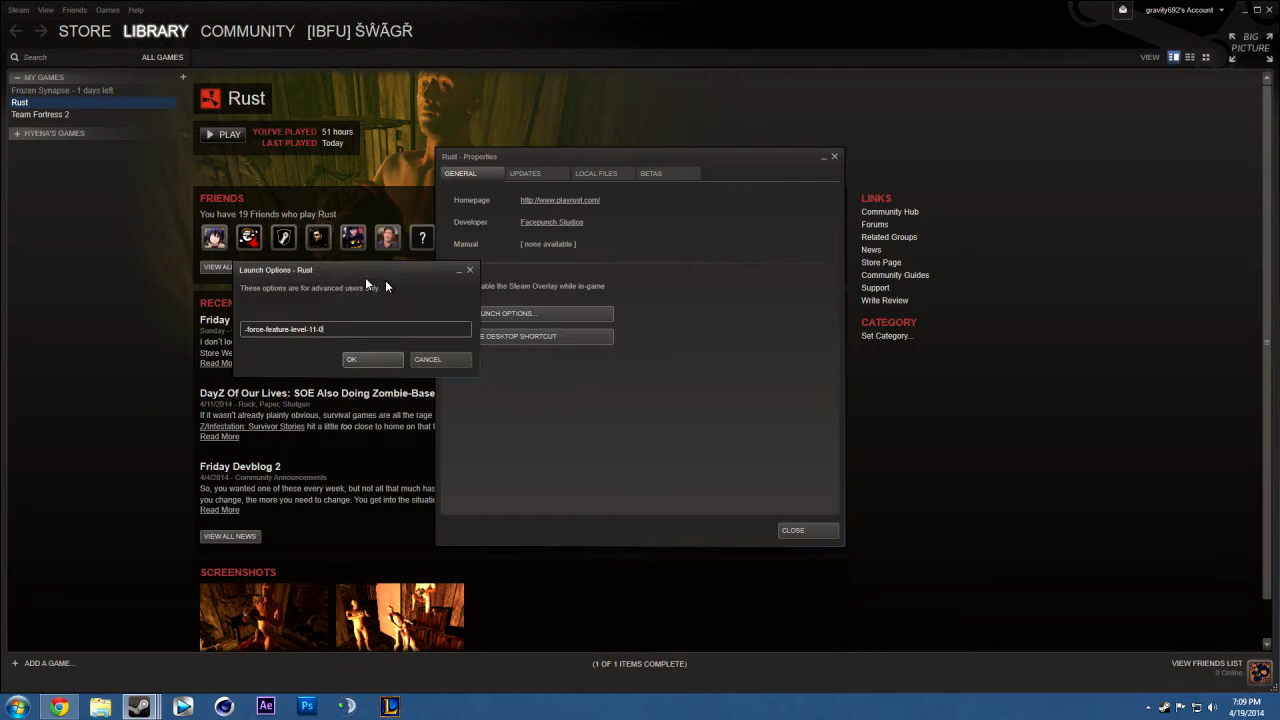 Steam View Friends Games Help
gravity692's Account
STORE LIBRARY COMMUNITY [IBFU] ŠŴĄGŘ
BIG PICTURE
Search ALL GAMES
VIEW
MY GAMES
Frozen Synapse - 1 days left
Rust
Team Fortress 2
HYENA'S GAMES
Rust
PLAY
YOU'VE PLAYED 51 hours
LAST PLAYED Today
FRIENDS
You have 19 Friends who play Rust
?
VIEW AL
Rust - Properties
GENERAL UPDATES LOCAL FILES BETAS
Homepage http://www.playrust.com/
Developer Facepunch Studios
Manual [ none available ]
able the Steam Overlay while in-game
UNCH OPTIONS...
E DESKTOP SHORTCUT
CLOSE
Launch Options - Rust
These options are for advanced users only.
-force-feature-level-11-0
OK CANCEL
RECEN
Friday
Sunday -
I don't lo
Store We
Read Mo
DayZ Of Our Lives: SOE Also Doing Zombie-Base
4/11/2014 - Rock, Paper, Shotgun
If it wasn't already plainly obvious, survival games are all the rage
Z/Infestation: Survivor Stories hit a little too close to home on that f
Read More
Friday Devblog 2
4/4/2014 - Community Announcements
So, you wanted one of these every week, but not all that much has
you change, the more you need to change. You get into the situatio
Read More
VIEW ALL NEWS
SCREENSHOTS
LINKS
Community Hub
Forums
Related Groups
News
Store Page
Community Guides
Support
Write Review
CATEGORY
Set Category...
ADD A GAME...
(1 OF 1 ITEMS COMPLETE)
VIEW FRIENDS LIST
0 Online
Ae Ps L
7:09 PM
4/19/2014